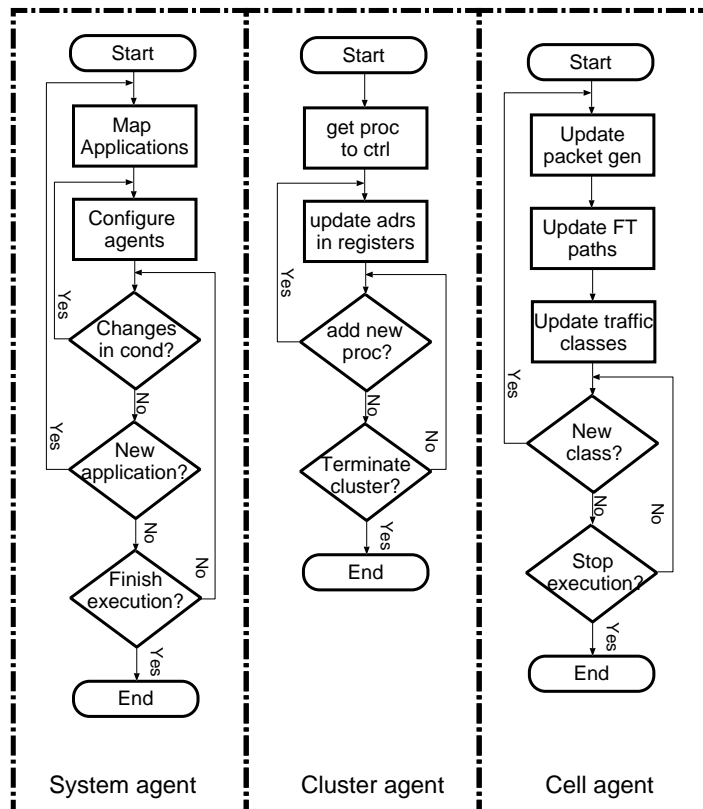 Start
Map
Applications
Configure
agents
Yes
Changes
in cond?
No
Yes
New
application?
No
No
Finish
execution?
Yes
End
System agent
Start
get proc
to ctrl
update adrs
in registers
Yes
add new
proc?
No
No
Terminate
cluster?
Yes
End
Cluster agent
Start
Update
packet gen
Update FT
paths
Update traffic
classes
Yes
New
class?
No
No
Stop
execution?
Yes
End
Cell agent